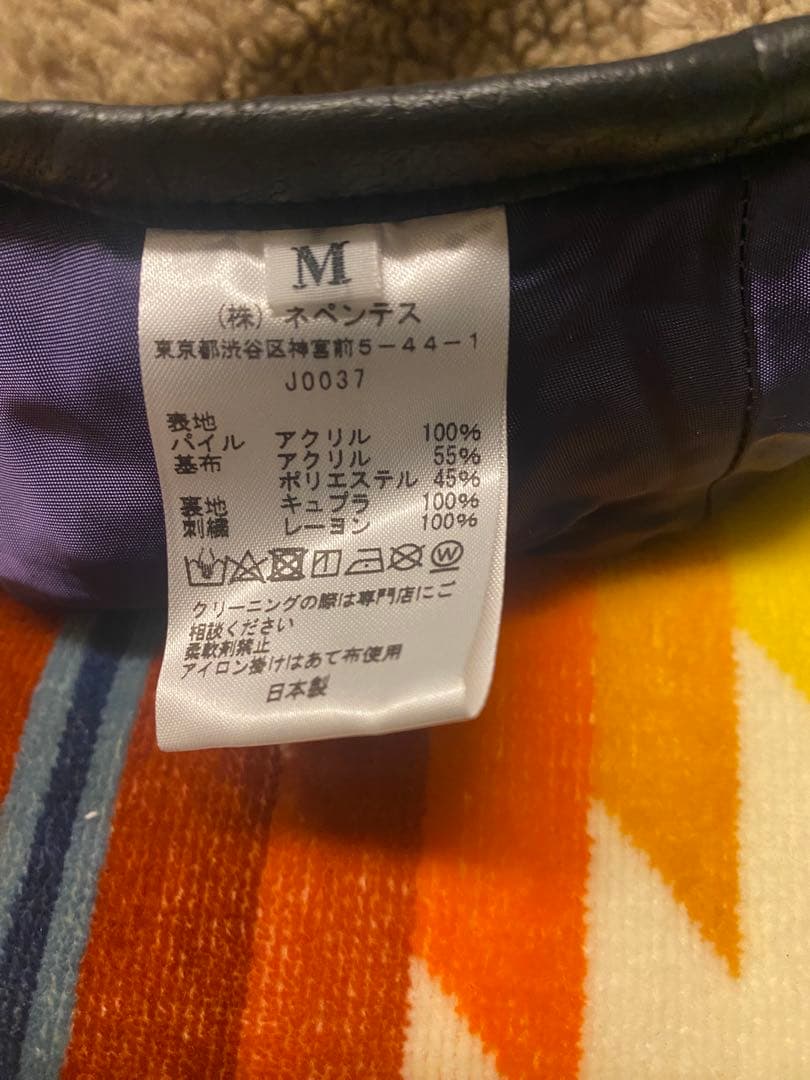 M
(株) ネペンテス
東京都渋谷区神宮前5-44-1
J0037
表地
パイル アクリル 100%
基布 アクリル 55%
ポリエステル 45%
裏地 キュプラ 100%
刺繍 レーヨン 100%
W
クリーニングの際は専門店にご
相談ください
柔軟剤禁止
アイロン掛けはあて布使用
日本製